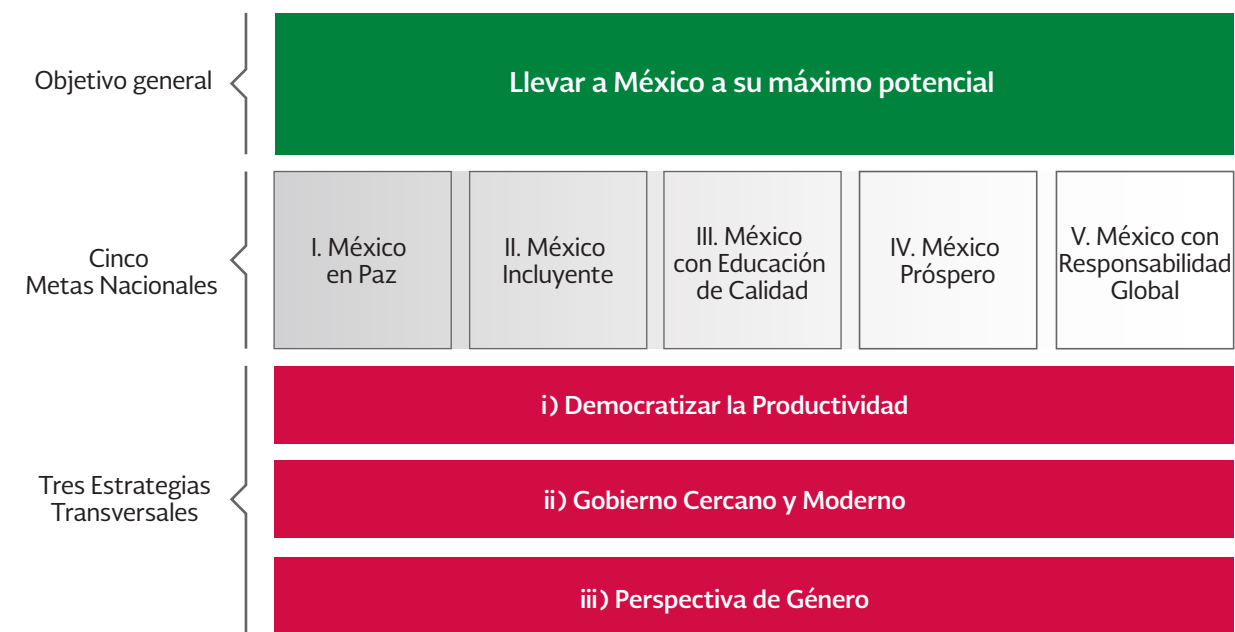 Objetivo general
Llevar a México a su máximo potencial
Cinco
Metas Nacionales
I. México
en Paz
II. México
Incluyente
III. México
con Educación
de Calidad
IV. México
Próspero
V. México con
Responsabilidad
Global
Tres Estrategias
Transversales
i) Democratizar la Productividad
ii) Gobierno Cercano y Moderno
iii) Perspectiva de Género